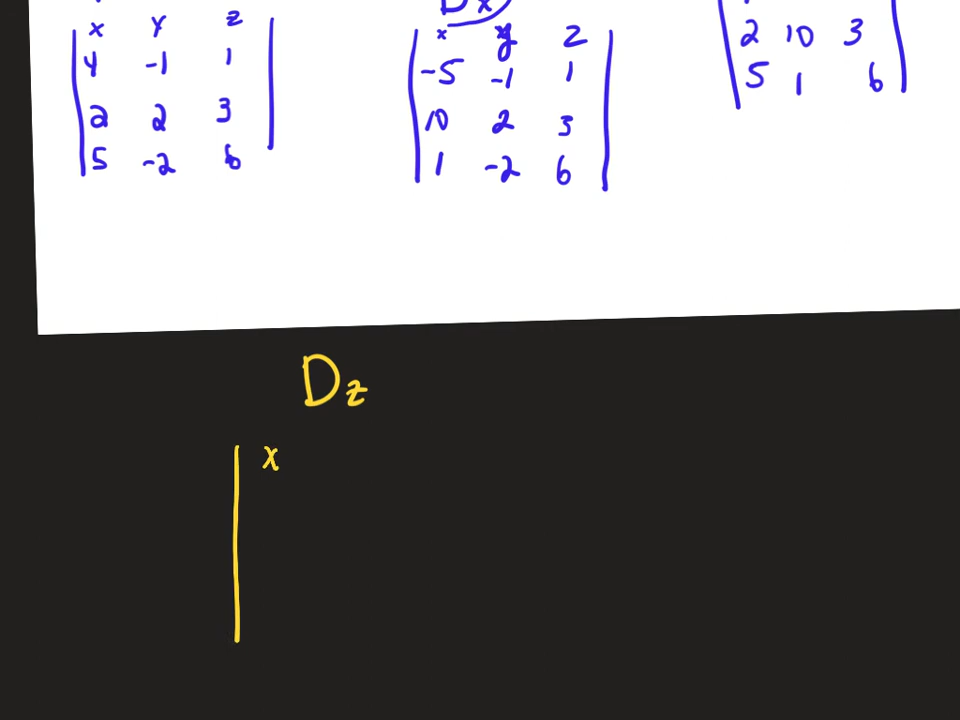 x y z
4 -1 1
2 2 3
5 -2 6
Dx
x y z
-5 -1 1
10 2 3
1 -2 6
2 10 3
5 1 6
Dz
x